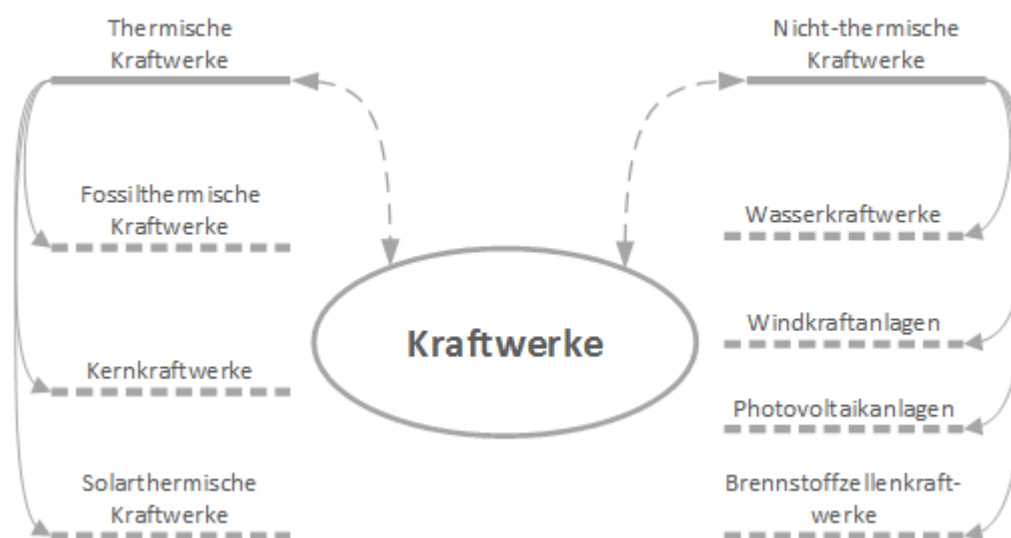 Thermische
Kraftwerke
Nicht-thermische
Kraftwerke
Fossilthermische
Kraftwerke
Wasserkraftwerke
Kraftwerke
Windkraftanlagen
Kernkraftwerke
Photovoltaikanlagen
Solarthermische
Kraftwerke
Brennstoffzellenkraft-
werke